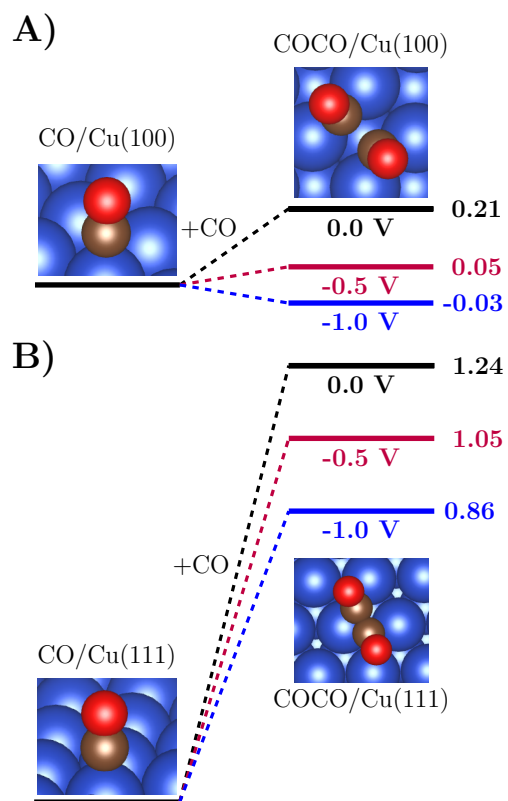 A)
COCO/Cu(100)
CO/Cu(100)
+CO
0.21
0.0 V
0.05
-0.5 V
-0.03
-1.0 V
B)
1.24
0.0 V
1.05
-0.5 V
0.86
-1.0 V
+CO
CO/Cu(111)
COCO/Cu(111)